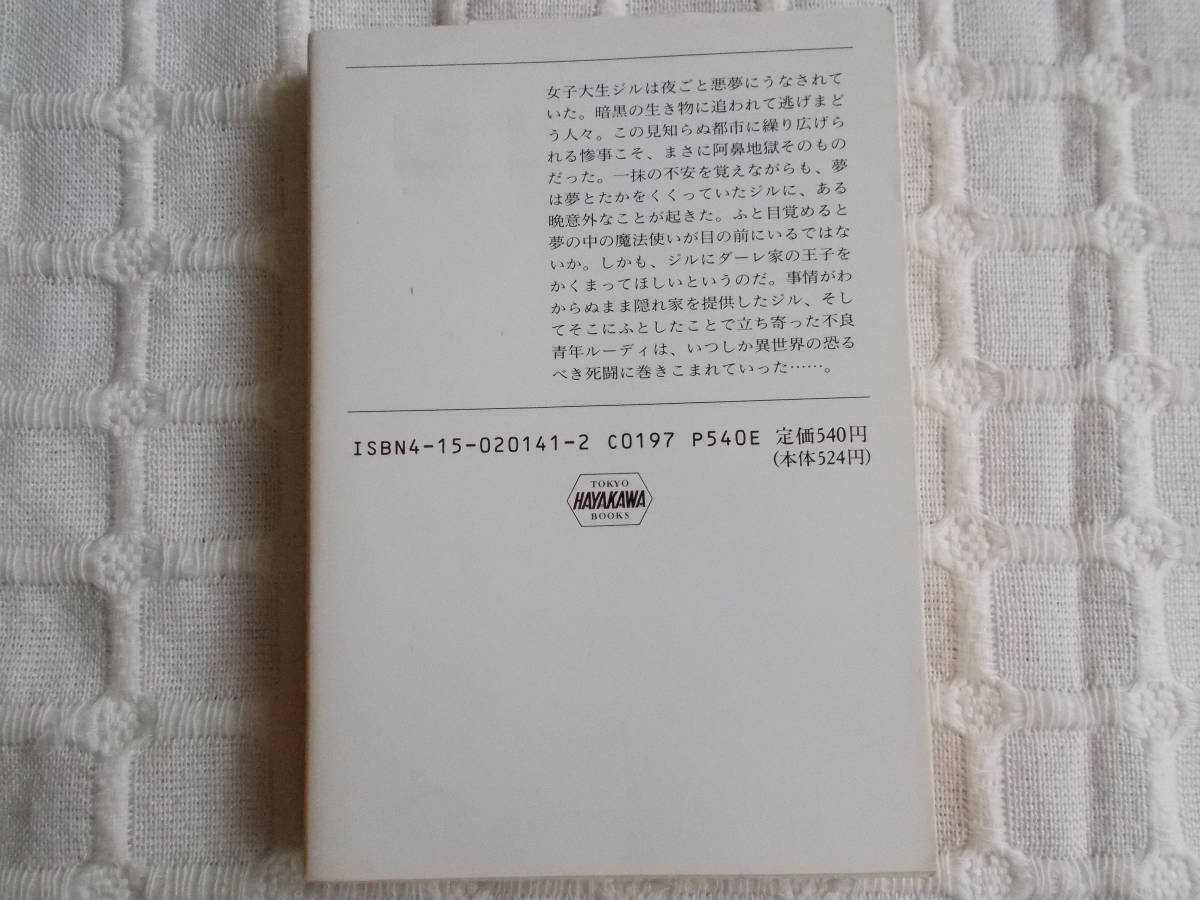 女子大生ジルは夜ごと悪夢にうなされて
いた。暗黒の生き物に追われて逃げまど
う人々。この見知らぬ都市に繰り広げら
れる惨事こそ、まさに阿鼻地獄そのもの
だった。一抹の不安を覚えながらも、夢
は夢とたかをくくっていたジルに、ある
晩意外なことが起きた。ふと目覚めると
夢の中の魔法使いが目の前にいるではな
いか。しかも、ジルにダーレ家の王子を
かくまってほしいというのだ。事情がわ
からぬまま隠れ家を提供したジル、そし
てそこにふとしたことで立ち寄った不良
青年ルーディは、いつしか異世界の恐る
べき死闘に巻きこまれていった……。
ISBN4-15-020141-2 C0197 P540E 定価540円
(本体524円)
TOKYO
HAYAKAWA
BOOKS